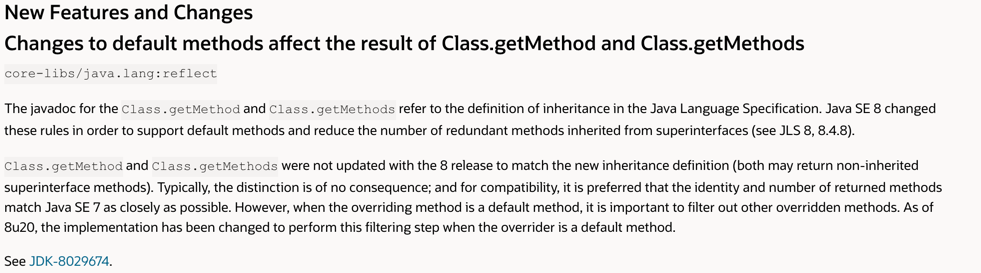 New Features and Changes
Changes to default methods affect the result of Class.getMethod and Class.getMethods
core-libs/java.lang:reflect
The javadoc for the Class.getMethod and Class.getMethods refer to the definition of inheritance in the Java Language Specification. Java SE 8 changed
these rules in order to support default methods and reduce the number of redundant methods inherited from superinterfaces (see JLS 8, 8.4.8).
Class.getMethod and Class.getMethods were not updated with the 8 release to match the new inheritance definition (both may return non-inherited
superinterface methods). Typically, the distinction is of no consequence; and for compatibility, it is preferred that the identity and number of returned methods
match Java SE 7 as closely as possible. However, when the overriding method is a default method, it is important to filter out other overridden methods. As of
8u20, the implementation has been changed to perform this filtering step when the overrider is a default method.
See JDK-8029674.